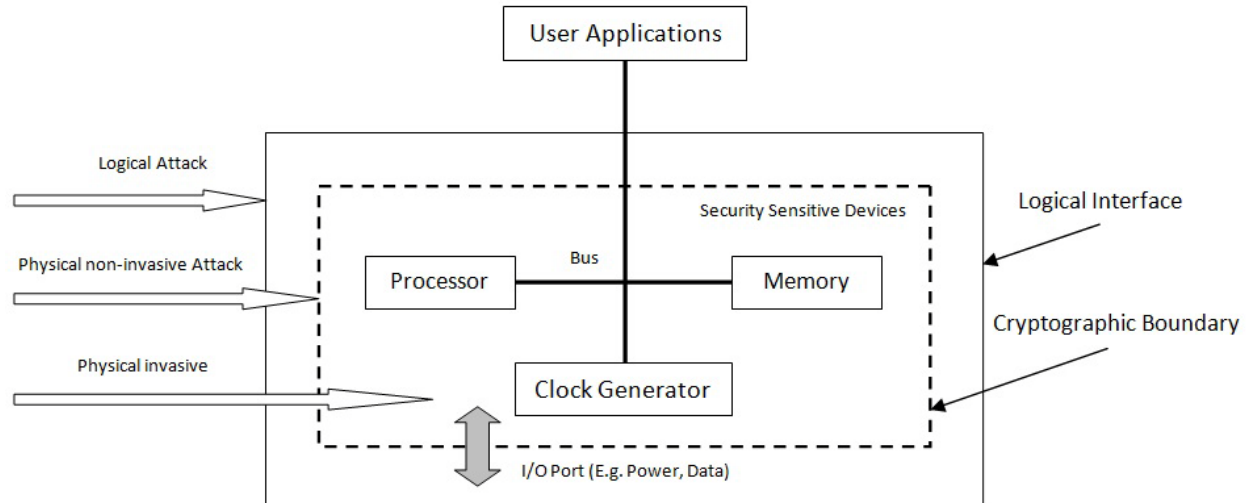 User Applications
Logical Attack
Security Sensitive Devices
Logical Interface
Physical non-invasive Attack
Bus
Processor
Memory
Cryptographic Boundary
Physical invasive
Clock Generator
I/O Port (E.g. Power, Data)